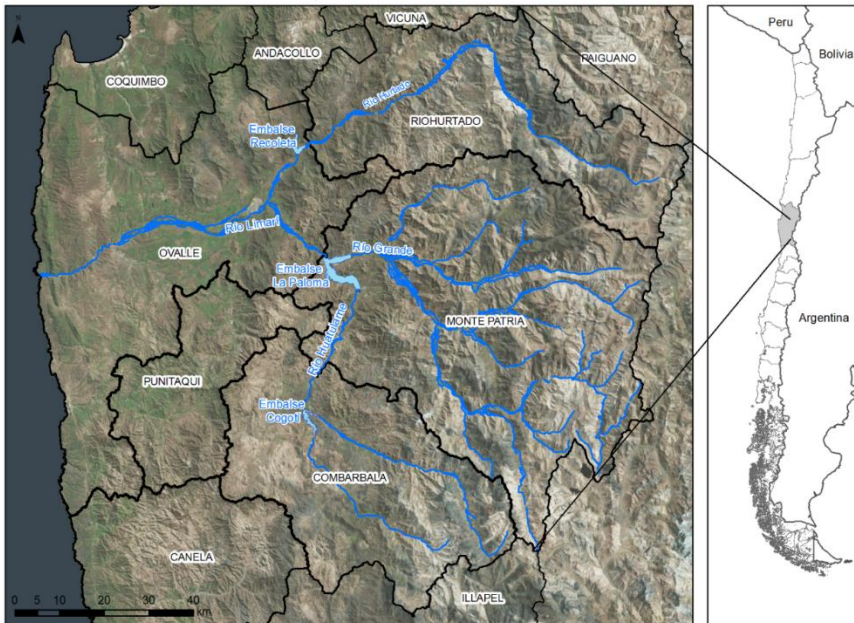 N
VICUNA
ANDACOLLO
PAIGUANO
COQUIMBO
Río Hurtado
RIOHURTADO
Embalse
Recoleta
Río Limarí
OVALLE
Río Grande
Embalse
La Paloma
MONTE PATRIA
Río Huatulame
PUNITAQUI
Embalse
Cogotí
COMBARBALA
CANELA
ILLAPEL
0 5 10 20 30 40
km
Peru
Bolivia
Argentina